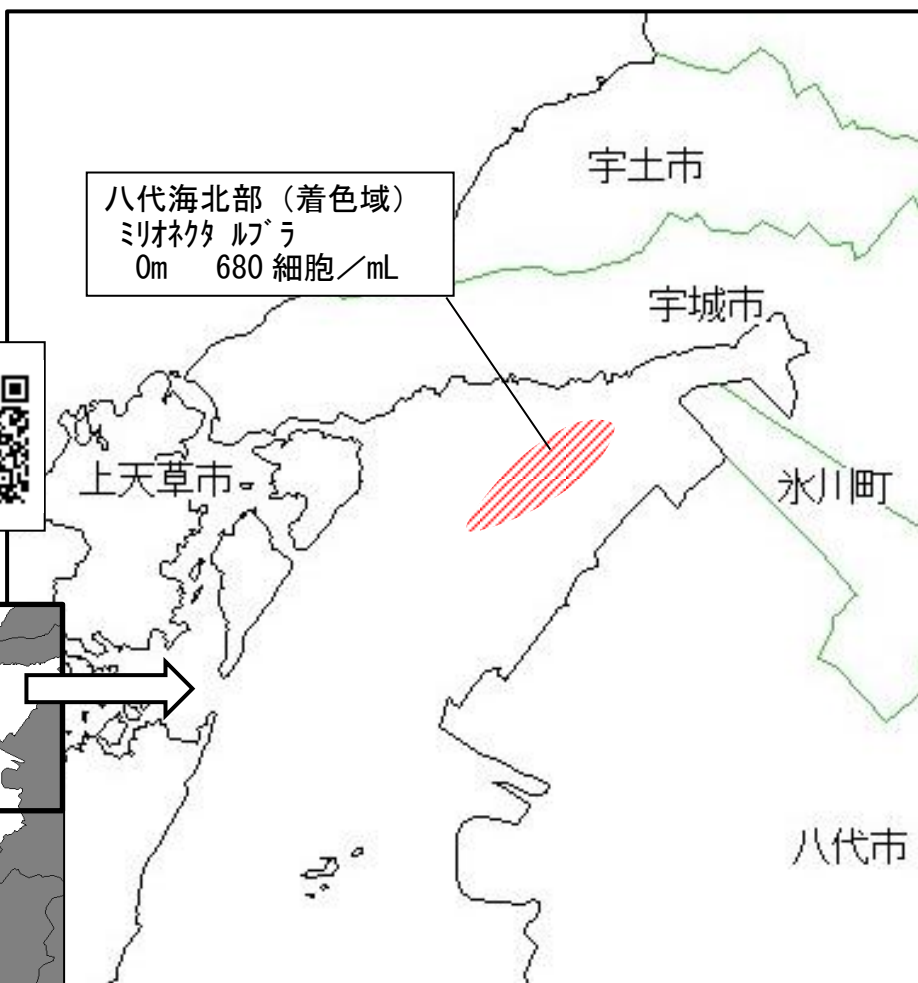 宇土市
八代海北部（着色域）
ミリオネクタ ルブラ
0m 680 細胞／mL
宇城市
上天草市
氷川町
八代市